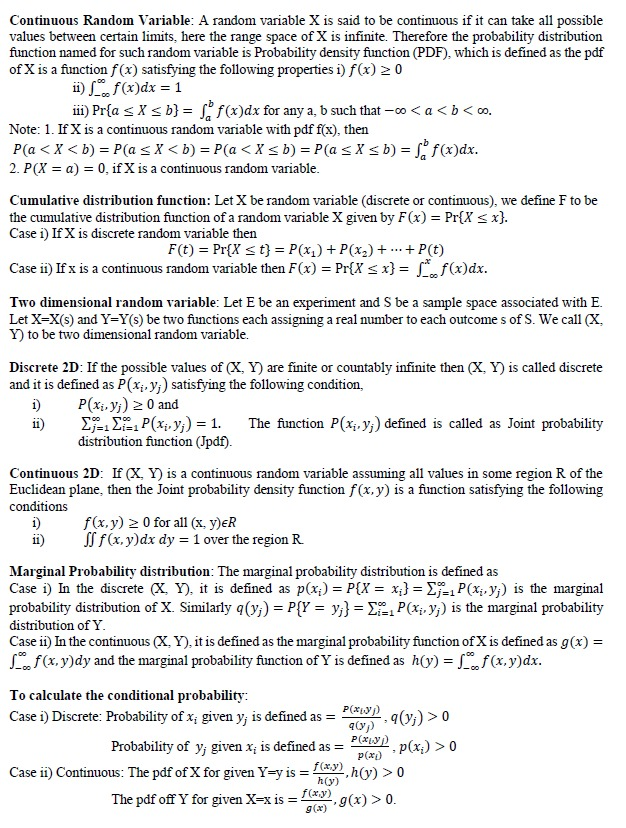 Continuous Random Variable: A random variable X is said to be continuous if it can take all possible
values between certain limits, here the range space of X is infinite. Therefore the probability distribution
function named for such random variable is Probability density function (PDF), which is defined as the pdf
of X is a function f(x) satisfying the following properties i) f(x) ≥ 0
ii) ∫_{-∞}^{∞} f(x)dx = 1
iii) Pr{a ≤ X ≤ b} = ∫_a^b f(x)dx for any a, b such that −∞ < a < b < ∞.
Note: 1. If X is a continuous random variable with pdf f(x), then
P(a < X < b) = P(a ≤ X < b) = P(a < X ≤ b) = P(a ≤ X ≤ b) = ∫_a^b f(x)dx.
2. P(X = a) = 0, if X is a continuous random variable.
Cumulative distribution function: Let X be random variable (discrete or continuous), we define F to be
the cumulative distribution function of a random variable X given by F(x) = Pr{X ≤ x}.
Case i) If X is discrete random variable then
F(t) = Pr{X ≤ t} = P(x₁) + P(x₂) + ⋯ + P(t)
Case ii) If x is a continuous random variable then F(x) = Pr{X ≤ x} = ∫_{-∞}^{x} f(x)dx.
Two dimensional random variable: Let E be an experiment and S be a sample space associated with E.
Let X=X(s) and Y=Y(s) be two functions each assigning a real number to each outcome s of S. We call (X,
Y) to be two dimensional random variable.
Discrete 2D: If the possible values of (X, Y) are finite or countably infinite then (X, Y) is called discrete
and it is defined as P(xᵢ,yⱼ) satisfying the following condition,
i) P(xᵢ,yⱼ) ≥ 0 and
ii) ∑_{j=1}^{∞} ∑_{i=1}^{∞} P(xᵢ,yⱼ) = 1. The function P(xᵢ,yⱼ) defined is called as Joint probability
distribution function (Jpdf).
Continuous 2D: If (X, Y) is a continuous random variable assuming all values in some region R of the
Euclidean plane, then the Joint probability density function f(x,y) is a function satisfying the following
conditions
i) f(x,y) ≥ 0 for all (x, y)ϵR
ii) ∬ f(x,y)dx dy = 1 over the region R.
Marginal Probability distribution: The marginal probability distribution is defined as
Case i) In the discrete (X, Y), it is defined as p(xᵢ) = P{X = xᵢ} = ∑_{j=1}^{∞} P(xᵢ,yⱼ) is the marginal
probability distribution of X. Similarly q(yⱼ) = P{Y = yⱼ} = ∑_{i=1}^{∞} P(xᵢ,yⱼ) is the marginal probability
distribution of Y.
Case ii) In the continuous (X, Y), it is defined as the marginal probability function of X is defined as g(x) =
∫_{-∞}^{∞} f(x,y)dy and the marginal probability function of Y is defined as h(y) = ∫_{-∞}^{∞} f(x,y)dx.
To calculate the conditional probability:
Case i) Discrete: Probability of xᵢ given yⱼ is defined as = P(xᵢ,yⱼ)/q(yⱼ) , q(yⱼ) > 0
Probability of yⱼ given xᵢ is defined as = P(xᵢ,yⱼ)/p(xᵢ) , p(xᵢ) > 0
Case ii) Continuous: The pdf of X for given Y=y is = f(x,y)/h(y) , h(y) > 0
The pdf off Y for given X=x is = f(x,y)/g(x) , g(x) > 0.